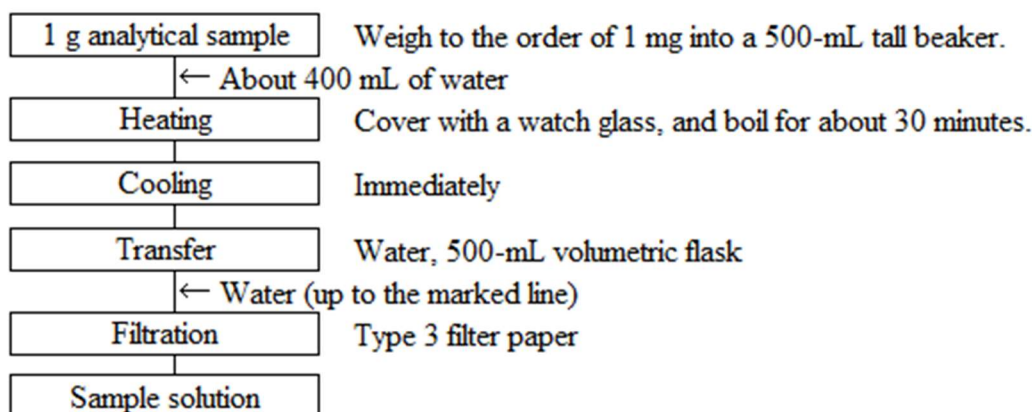 1 g analytical sample Weigh to the order of 1 mg into a 500-mL tall beaker.
← About 400 mL of water
Heating Cover with a watch glass, and boil for about 30 minutes.
Cooling Immediately
Transfer Water, 500-mL volumetric flask
← Water (up to the marked line)
Filtration Type 3 filter paper
Sample solution